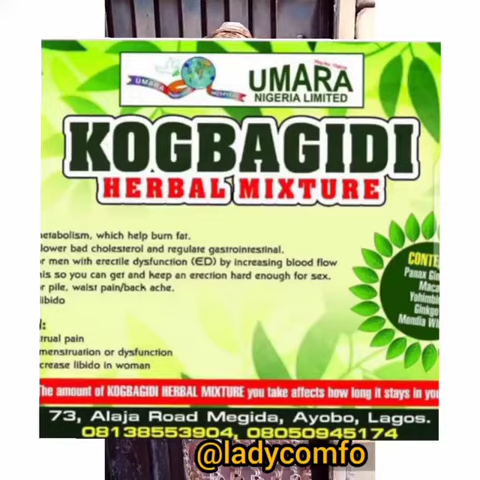 UMARA
UMARA
NIGERIA LIMITED
KOGBAGIDI
HERBAL MIXTURE
etabolism, which help burn fat.
lower bad cholesterol and regulate gastrointestinal.
r men with erectile dysfunction (ED) by increasing blood flow
is so you can get and keep an erection hard enough for sex.
r pile, waist pain/back ache.
libido
CONTE
Panax Gin
Maca
Yohimbi
Ginkgo
Mondia W
:
trual pain
menstruation or dysfunction
crease libido in woman
he amount of KOGBAGIDI HERBAL MIXTURE you take affects how long it stays in you
73, Alaja Road Megida, Ayobo, Lagos.
08138553904, 08050945174
@ladycomfo